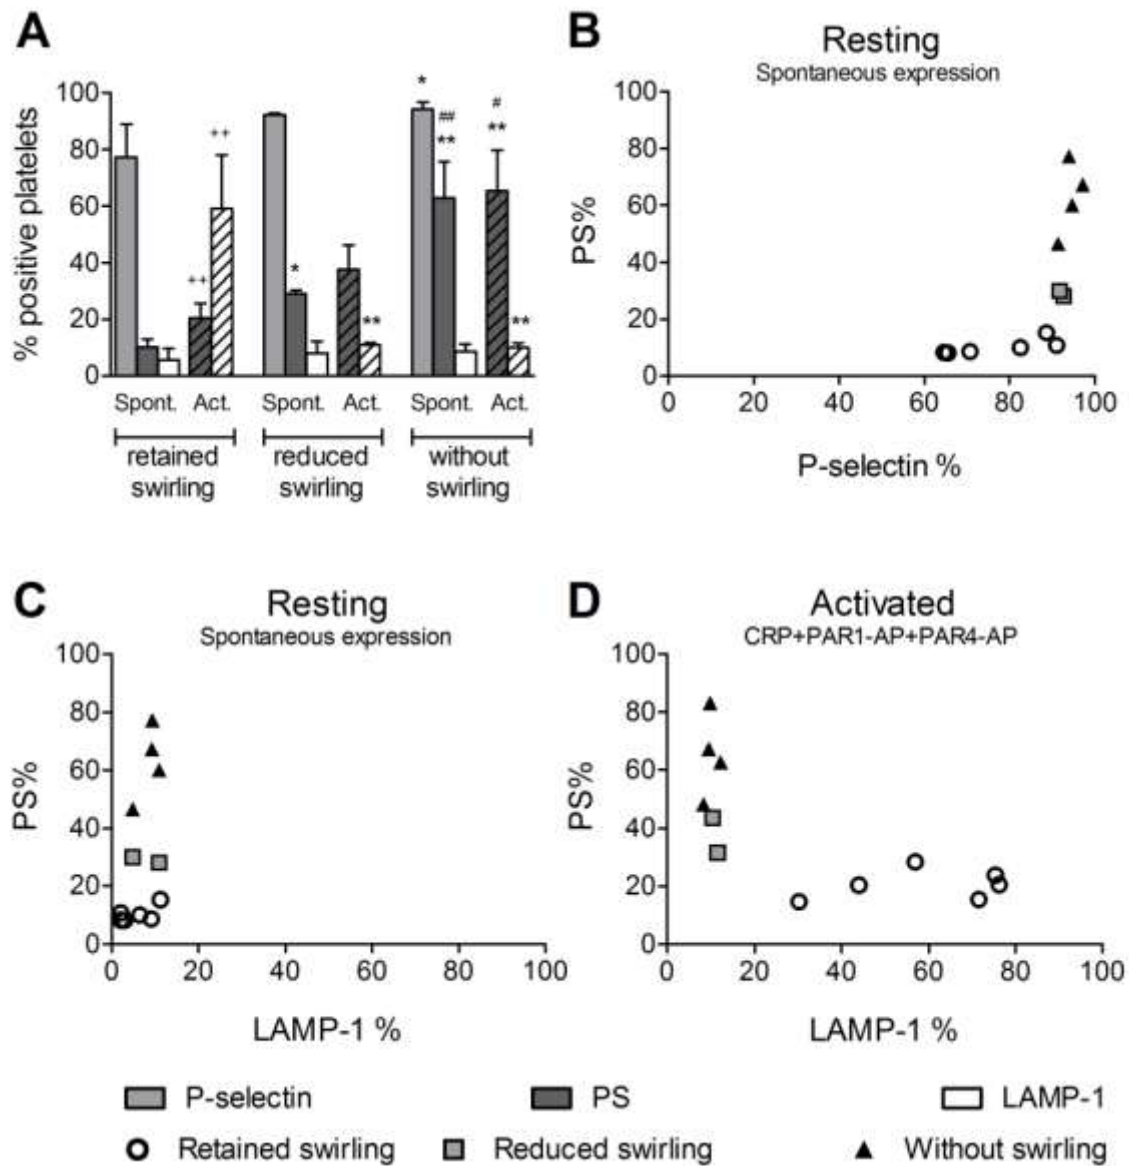 A
% positive platelets
100
80
60
40
20
0
++
++
*
**
*
##
**
#
**
**
Spont. Act. Spont. Act. Spont. Act.
retained swirling
reduced swirling
without swirling
B
Resting
Spontaneous expression
PS%
100
80
60
40
20
0
0 20 40 60 80 100
P-selectin %
C
Resting
Spontaneous expression
PS%
100
80
60
40
20
0
0 20 40 60 80 100
LAMP-1 %
D
Activated
CRP+PAR1-AP+PAR4-AP
PS%
100
80
60
40
20
0
0 20 40 60 80 100
LAMP-1 %
P-selectin PS LAMP-1
Retained swirling Reduced swirling Without swirling